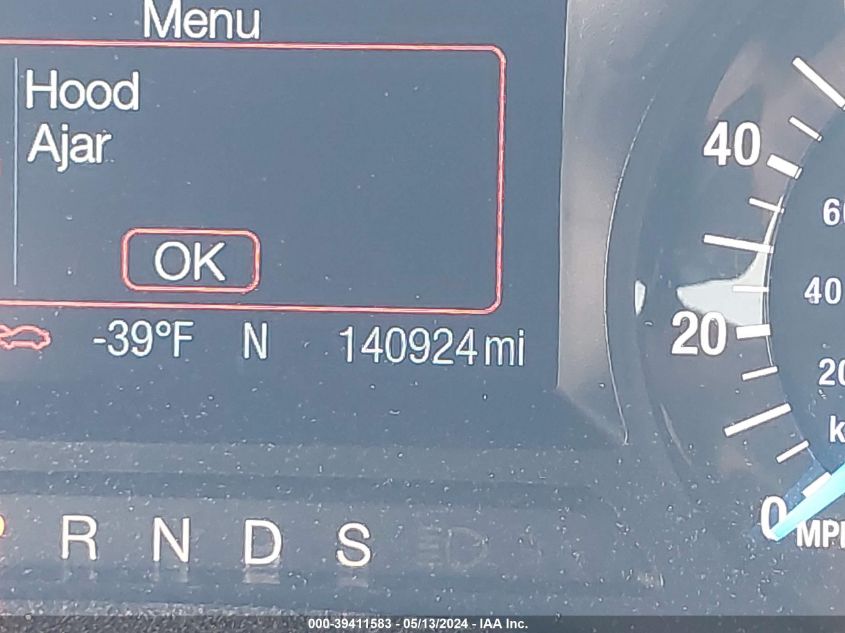 Menu
Hood
Ajar
OK
-39°F N 140924 mi
40
60
40
20
20
0 MPH
R N D S
000-39411583 - 05/13/2024 - IAA Inc.